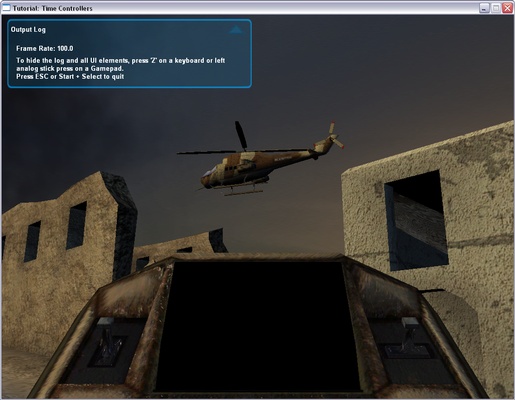 Tutorial: Time Controllers
Output Log
Frame Rate: 100.0
To hide the log and all UI elements, press 'Z' on a keyboard or left
analog stick press on a Gamepad.
Press ESC or Start + Select to quit